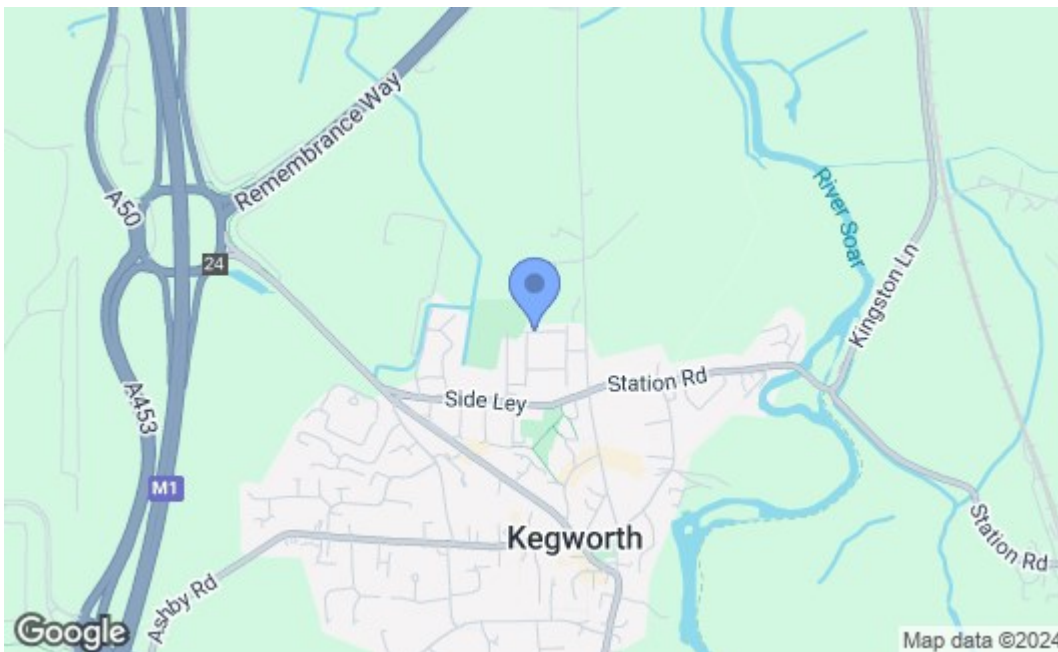 Remembrance Way
A50
24
River Soar
Kingston Ln
A453
Side Ley
Station Rd
M1
Kegworth
Station Rd
Ashby Rd
Google
Map data ©2024